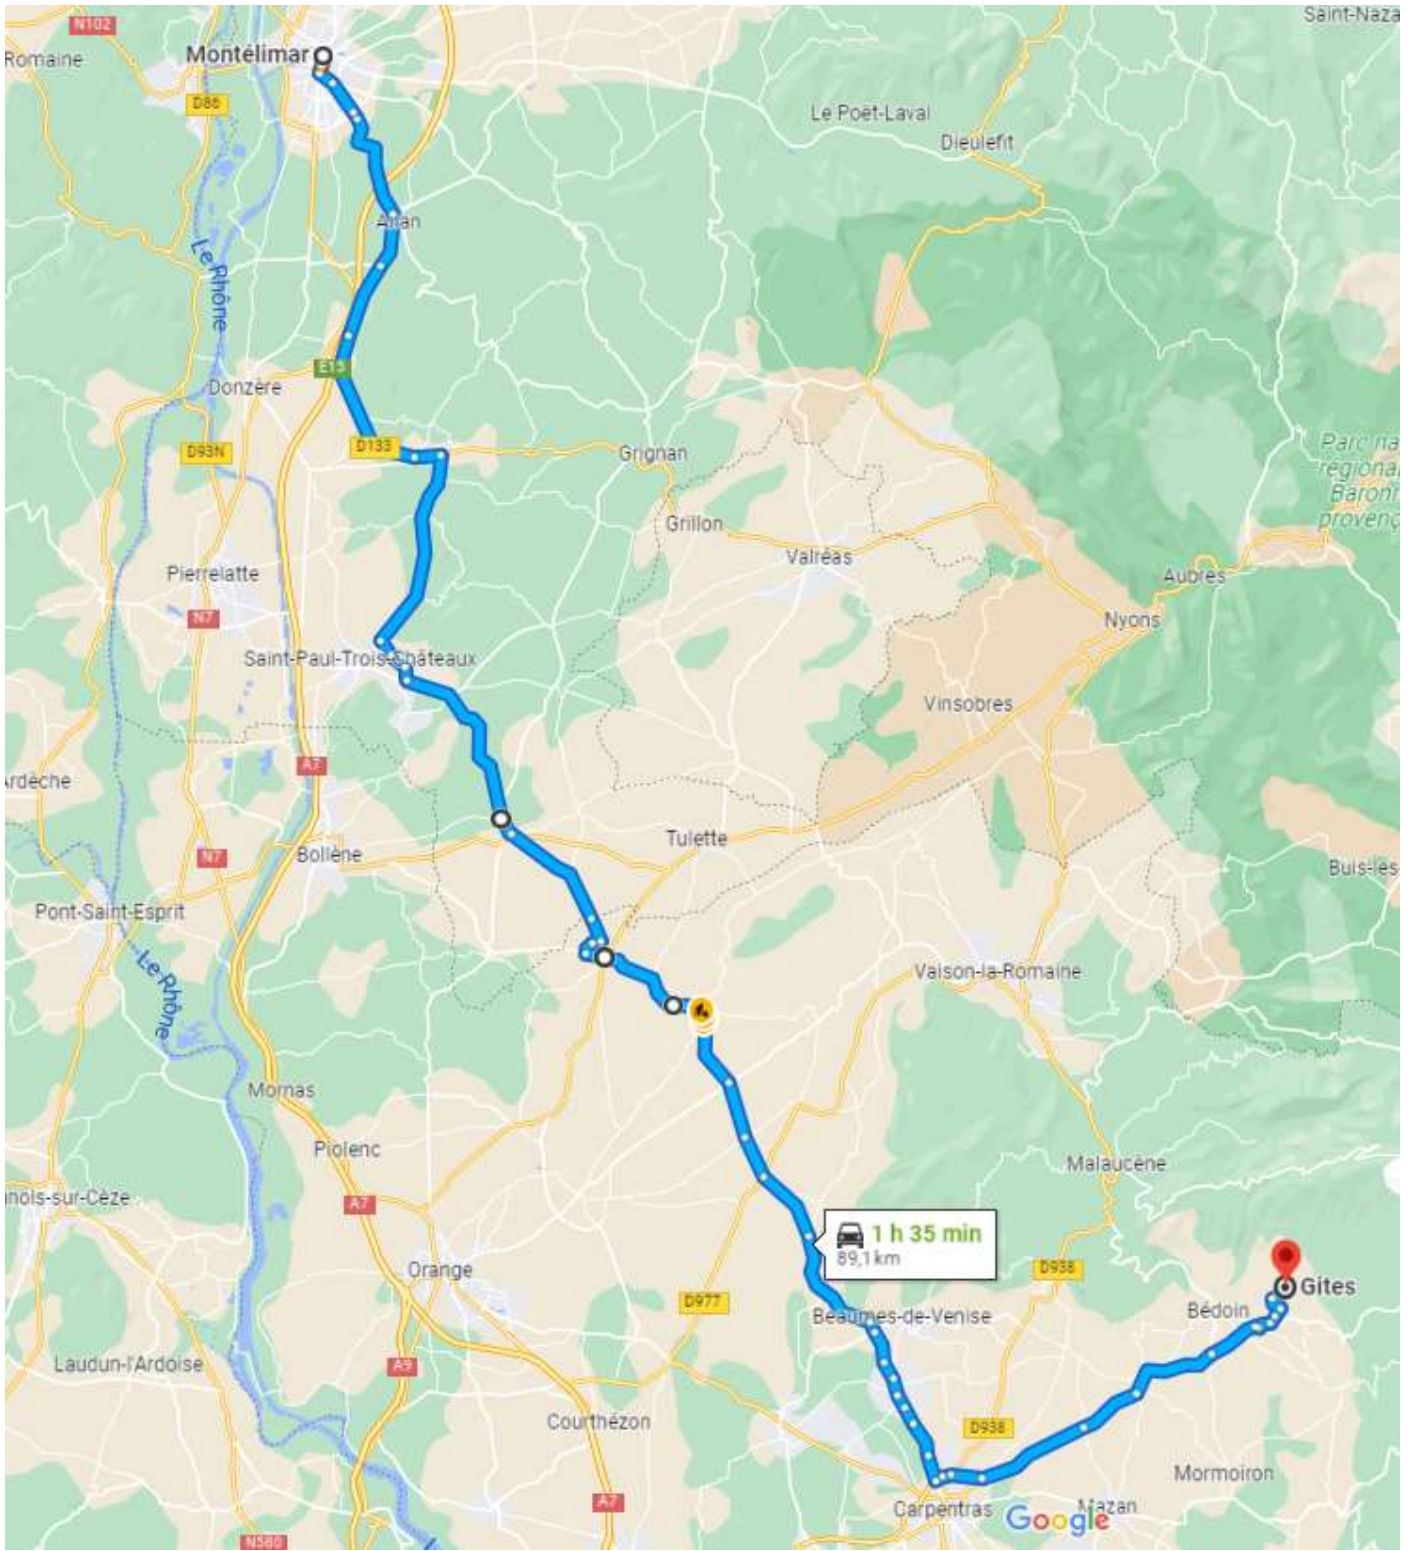 N102
Saint-Naza
Romaine
Montélimar
D86
Le Poët-Laval
Dieulefit
Allan
Le Rhône
E15
Donzère
D133
D93N
Grignan
Parc na
régional
Baronn
provenç
Grillon
Valréas
Pierrelatte
Aubres
N7
Nyons
Saint-Paul-Trois-Châteaux
Vinsobres
A7
Ardèche
Tulette
N7
Bollène
Buis-les-
Pont-Saint-Esprit
Vaison-la-Romaine
Le Rhône
Mornas
Piolenc
Malaucène
nols-sur-Cèze
A7
1 h 35 min
89,1 km
Orange
D938
Gites
D977
Bédoin
Beaumes-de-Venise
Laudun-l'Ardoise
A9
Courthézon
D938
Mormoiron
A7
Carpentras
Mazan
Google
N580